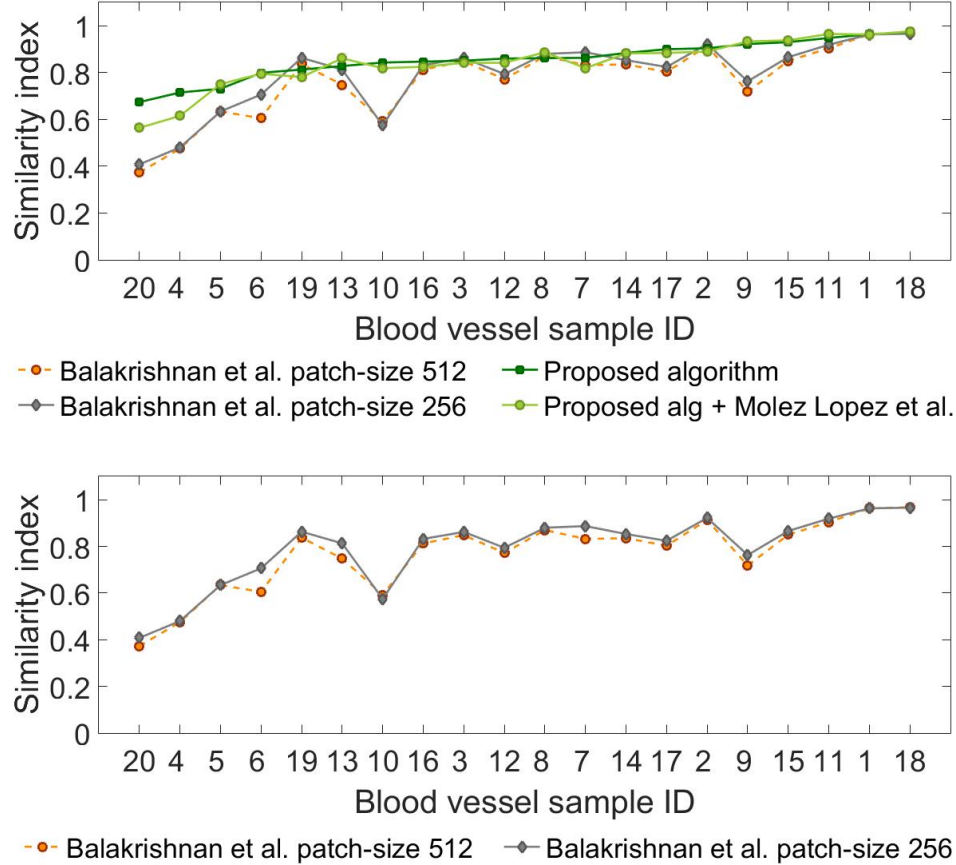 1
0.8
0.6
0.4
0.2
0
Similarity index
20 4 5 6 19 13 10 16 3 12 8 7 14 17 2 9 15 11 1 18
Blood vessel sample ID
Balakrishnan et al. patch-size 512
Proposed algorithm
Balakrishnan et al. patch-size 256
Proposed alg + Molez Lopez et al.
1
0.8
0.6
0.4
0.2
0
Similarity index
20 4 5 6 19 13 10 16 3 12 8 7 14 17 2 9 15 11 1 18
Blood vessel sample ID
Balakrishnan et al. patch-size 512
Balakrishnan et al. patch-size 256